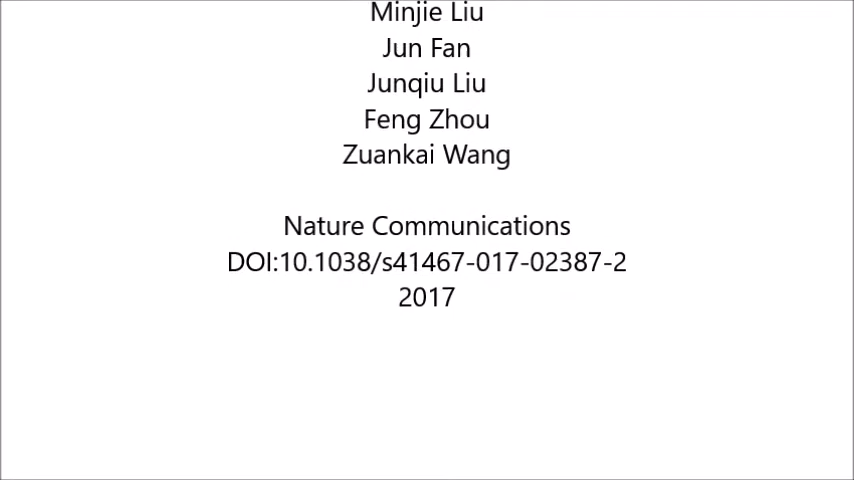 Minjie Liu
Jun Fan
Junqiu Liu
Feng Zhou
Zuankai Wang
Nature Communications
DOI:10.1038/s41467-017-02387-2
2017